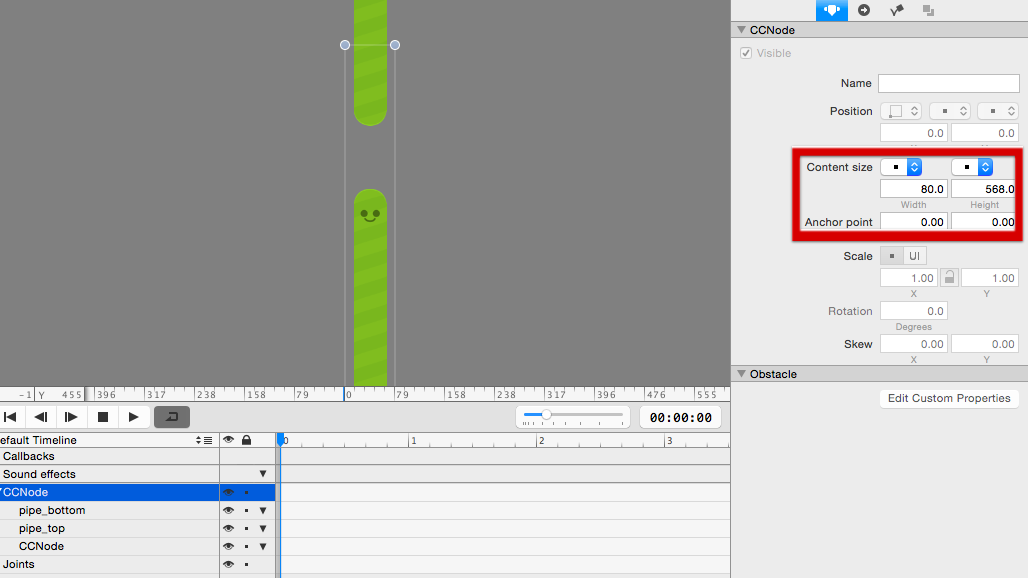 CCNode
Visible
Name
Position
0.0 0.0
Content size
80.0 568.0
Width Height
Anchor point 0.00 0.00
Scale UI
1.00 1.00
X Y
Rotation 0.0
Degrees
Skew 0.00 0.00
X Y
Obstacle
Edit Custom Properties
-1 Y 455 396 317 238 158 79 0 79 158 238 317 396 476 555
00:00:00
efault Timeline 0 1 2 3
Callbacks
Sound effects
CCNode
pipe_bottom
pipe_top
CCNode
Joints